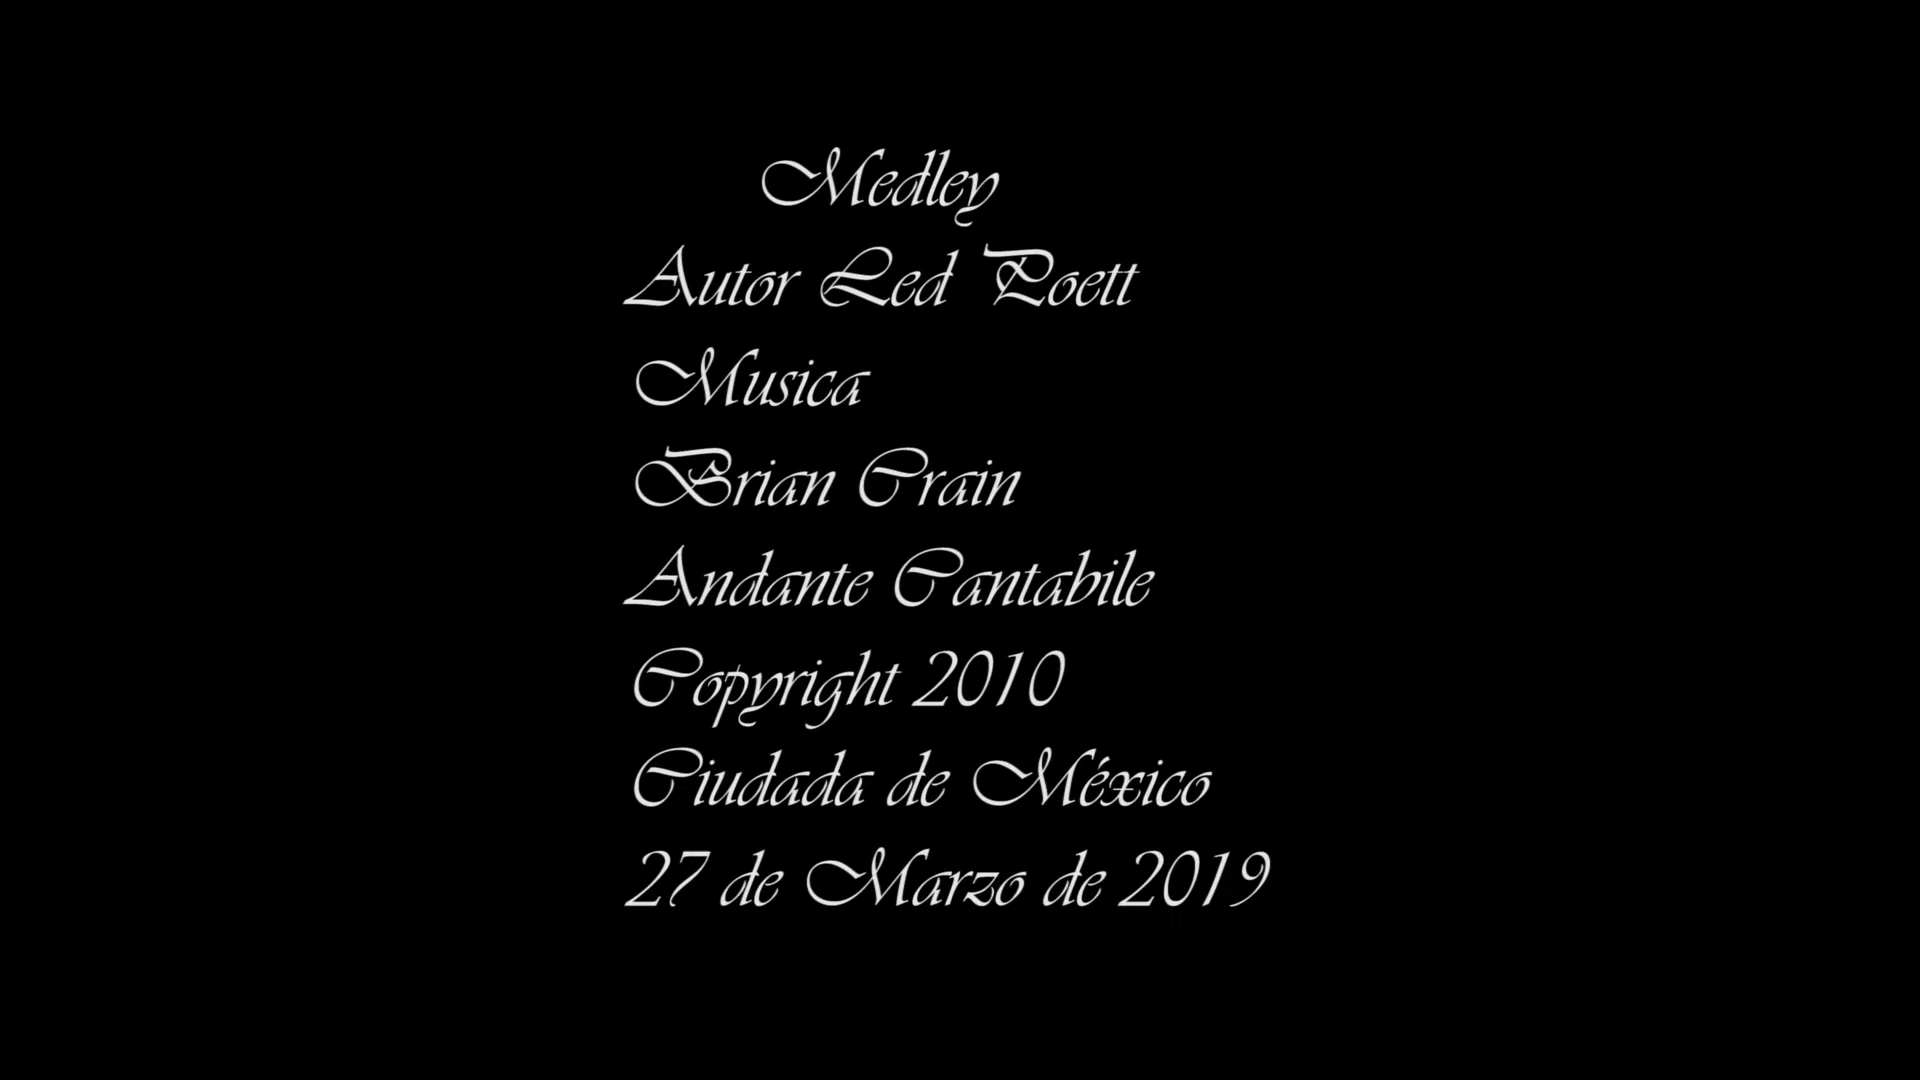 Medley
Autor Led Poett
Musica
Brian Crain
Andante Cantabile
Copyright 2010
Ciudada de México
27 de Marzo de 2019